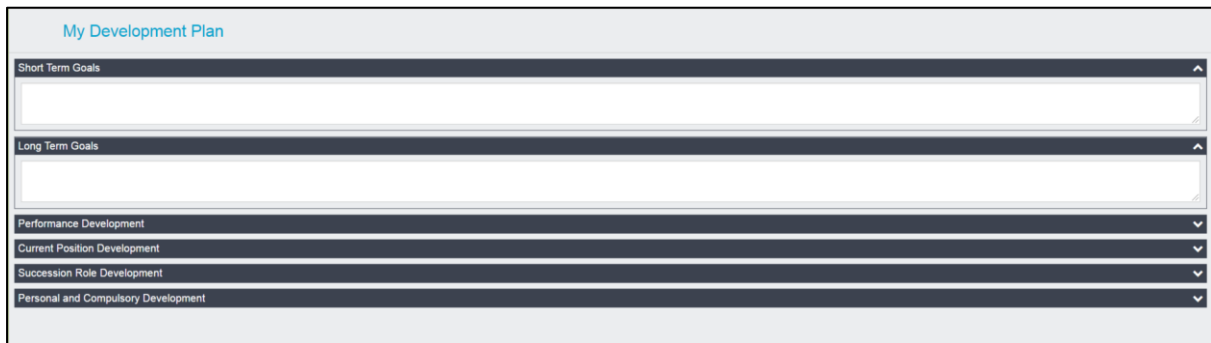 My Development Plan
Short Term Goals
Long Term Goals
Performance Development
Current Position Development
Succession Role Development
Personal and Compulsory Development